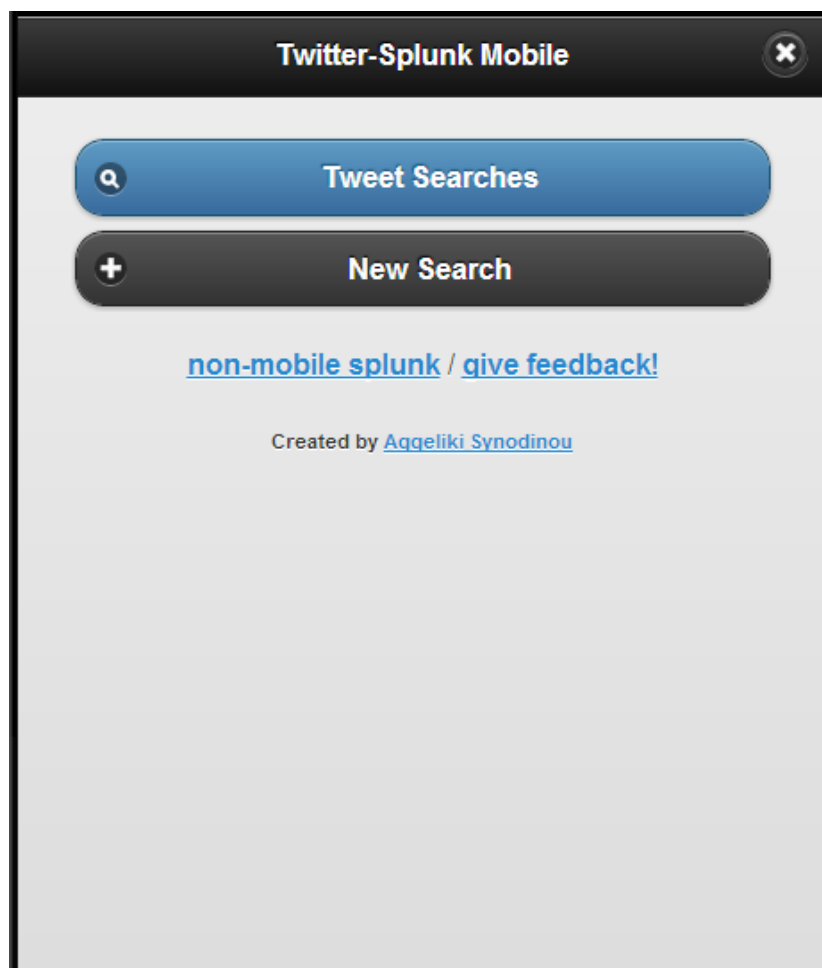 Twitter-Splunk Mobile
Tweet Searches
New Search
non-mobile splunk / give feedback!
Created by Aggeliki Synodinou